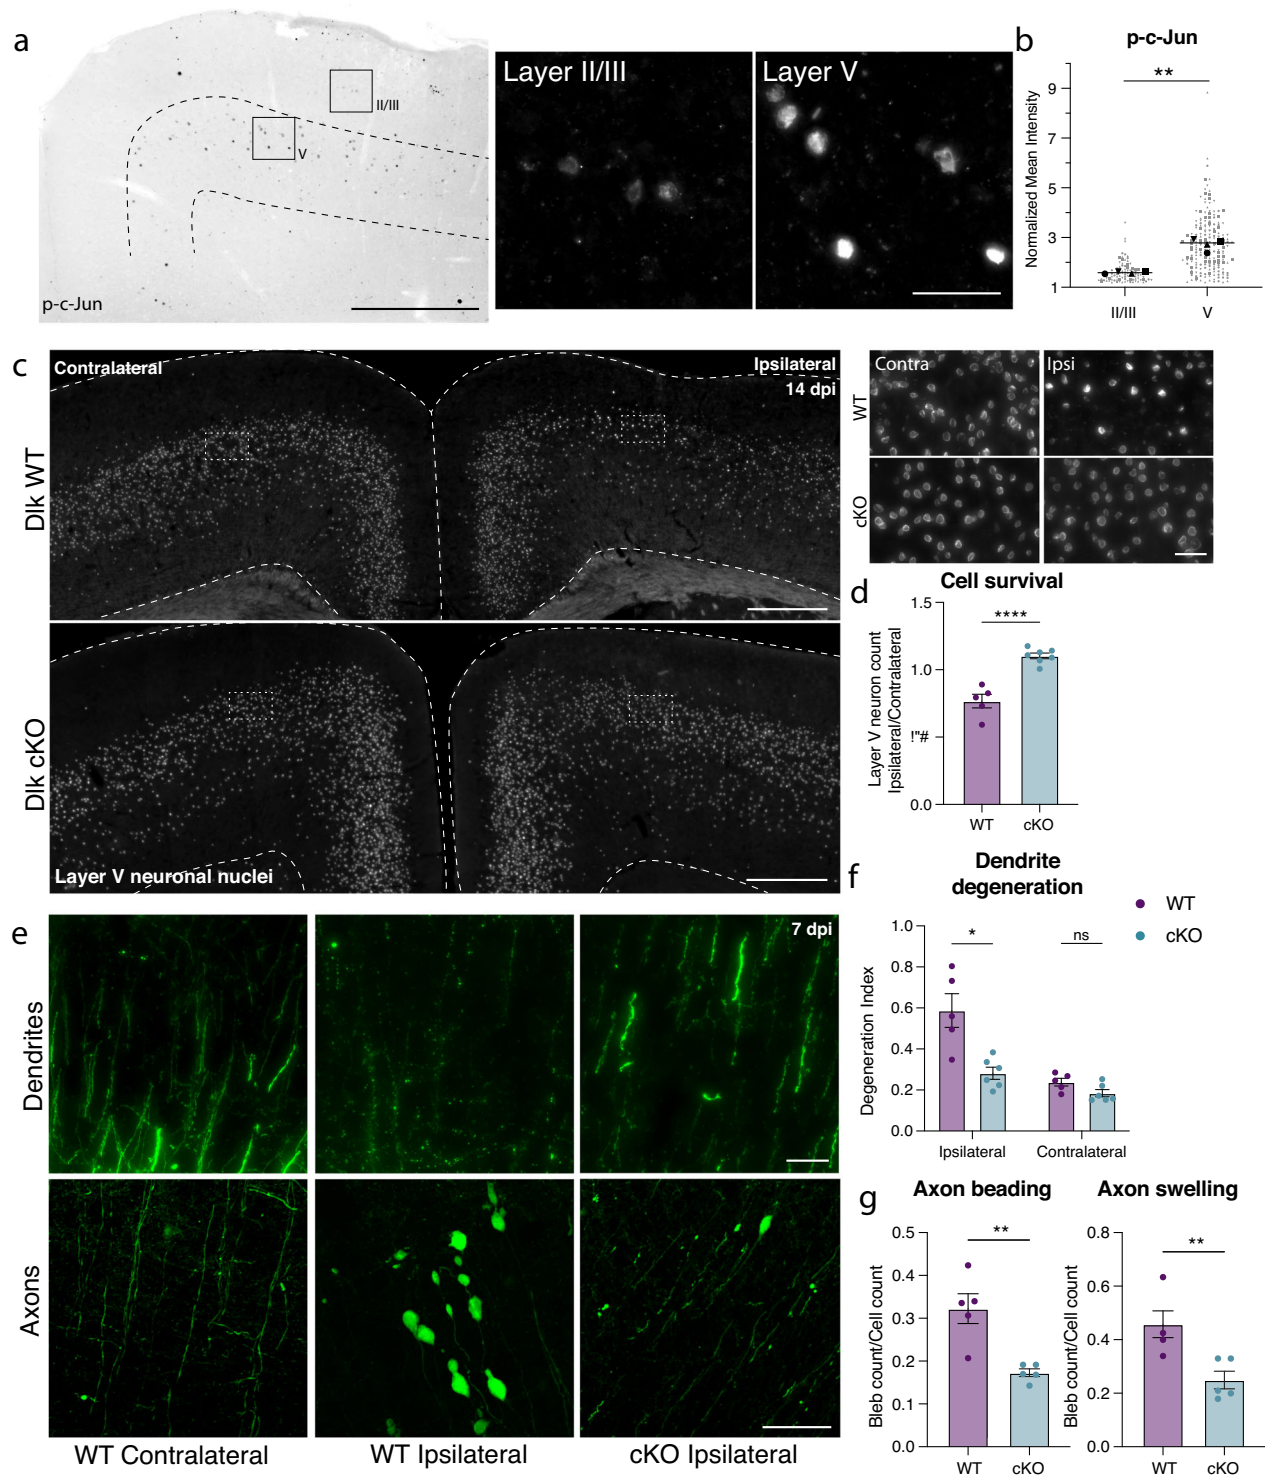 a
II/III
V
p-c-Jun
Layer II/III
Layer V
b
p-c-Jun
**
Normalized Mean Intensity
9
7
5
3
1
II/III
V
c
Contralateral
Ipsilateral
14 dpi
Dlk WT
Dlk cKO
Layer V neuronal nuclei
Contra
Ipsi
WT
cKO
d
Cell survival
****
Layer V neuron count
Ipsilateral/Contralateral
1.5
1.0
!"#
0.0
WT
cKO
e
7 dpi
Dendrites
Axons
WT Contralateral
WT Ipsilateral
cKO Ipsilateral
f
Dendrite
degeneration
WT
cKO
*
ns
Degeneration Index
1.0
0.8
0.6
0.4
0.2
0.0
Ipsilateral
Contralateral
g
Axon beading
**
Bleb count/Cell count
0.5
0.4
0.3
0.2
0.1
0.0
WT
cKO
Axon swelling
**
Bleb count/Cell count
0.8
0.6
0.4
0.2
0.0
WT
cKO